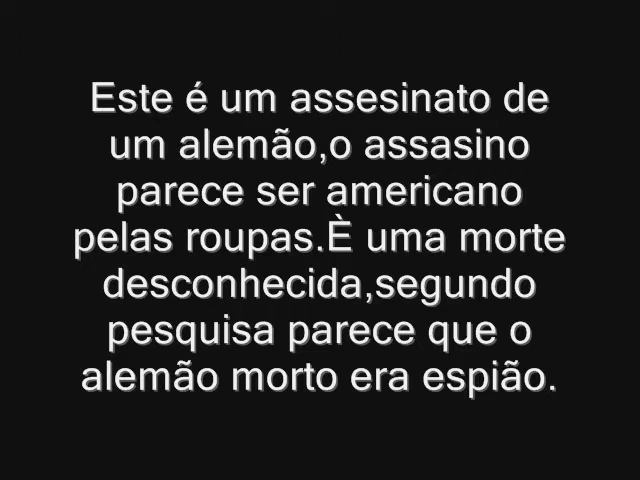 Este é um assesinato de
um alemão,o assasino
parece ser americano
pelas roupas.È uma morte
desconhecida,segundo
pesquisa parece que o
alemão morto era espião.